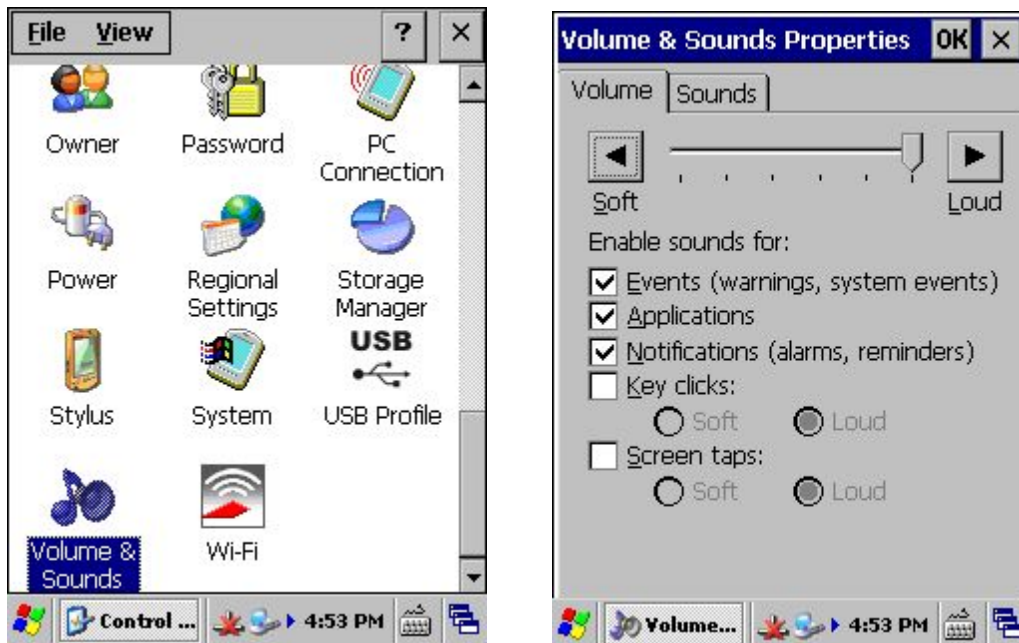 File View ? ×
Owner Password PC Connection
Power Regional Settings Storage Manager
USB
Stylus System USB Profile
Volume & Sounds Wi-Fi
Control ... 4:53 PM
Volume & Sounds Properties OK ×
Volume Sounds
Soft Loud
Enable sounds for:
Events (warnings, system events)
Applications
Notifications (alarms, reminders)
Key clicks:
Soft Loud
Screen taps:
Soft Loud
Volume... 4:53 PM